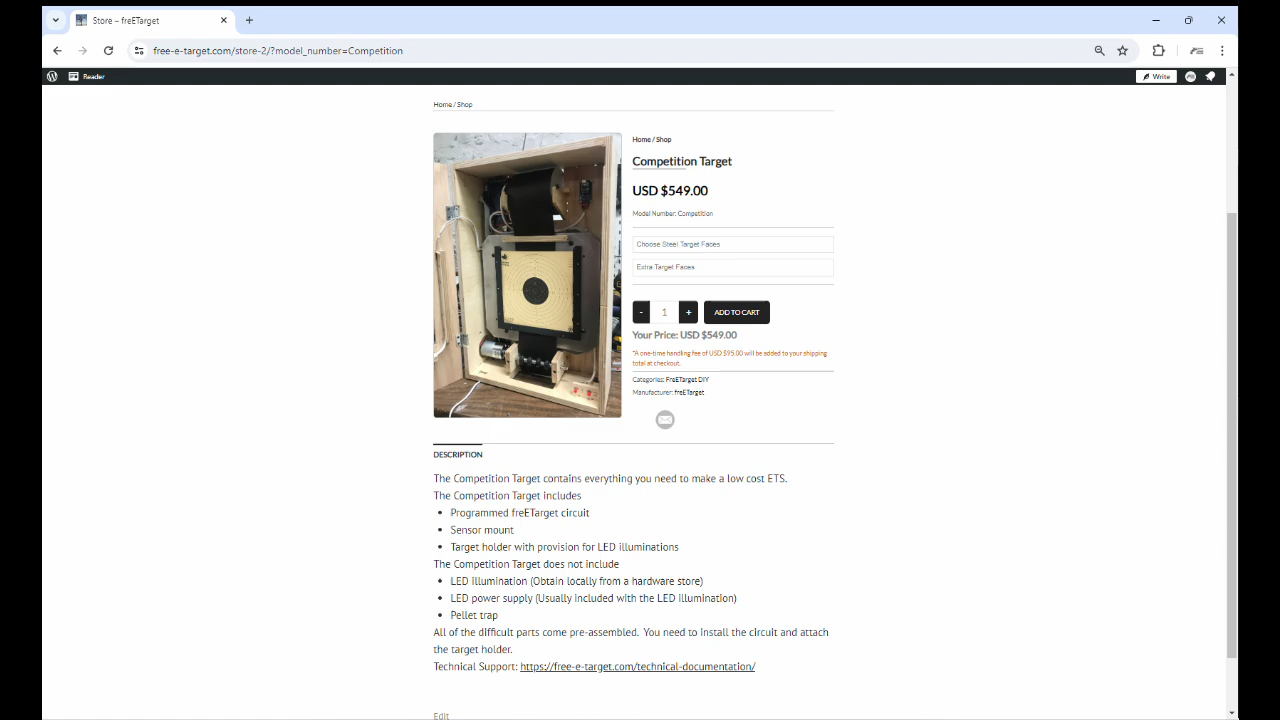 Store – freETarget
free-e-target.com/store-2/?model_number=Competition
Reader
Write
Home / Shop
Home / Shop
Competition Target
USD $549.00
Model Number: Competition
Choose Steel Target Faces
Extra Target Faces
- 1 + ADD TO CART
Your Price: USD $549.00
*A one-time handling fee of USD $95.00 will be added to your shipping
total at checkout.
Categories: FreETarget DIY
Manufacturer: freETarget
DESCRIPTION
The Competition Target contains everything you need to make a low cost ETS.
The Competition Target includes
• Programmed freETarget circuit
• Sensor mount
• Target holder with provision for LED illuminations
The Competition Target does not include
• LED illumination (Obtain locally from a hardware store)
• LED power supply (Usually included with the LED illumination)
• Pellet trap
All of the difficult parts come pre-assembled. You need to install the circuit and attach
the target holder.
Technical Support: https://free-e-target.com/technical-documentation/
Edit